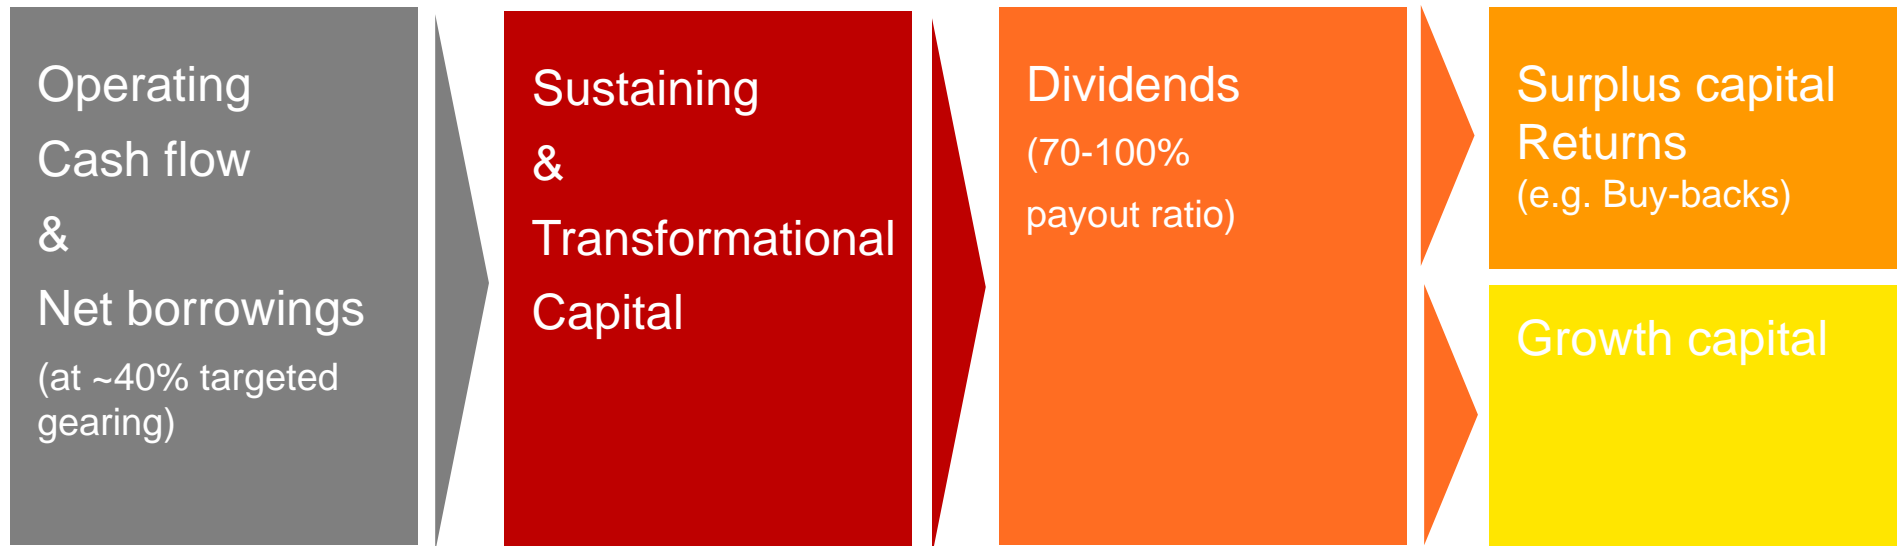 Operating
Cash flow
&
Net borrowings
(at ~40% targeted
gearing)
Sustaining
&
Transformational
Capital
Dividends
(70-100%
payout ratio)
Surplus capital
Returns
(e.g. Buy-backs)
Growth capital